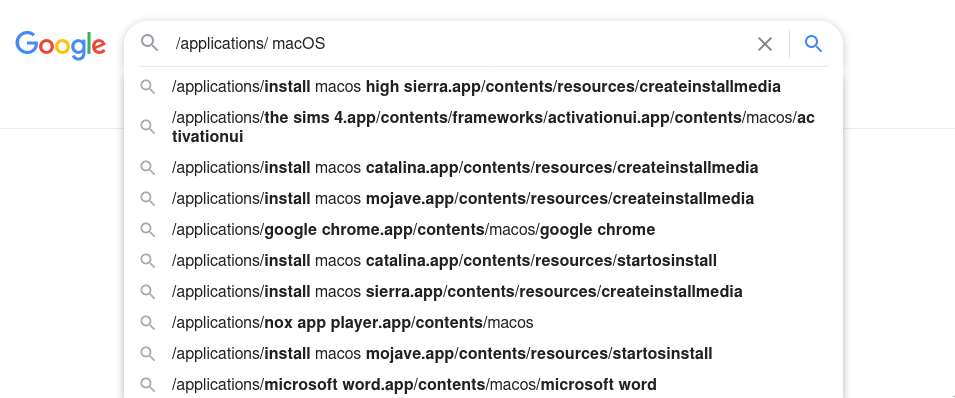 Google
/applications/ macOS
/applications/install macos high sierra.app/contents/resources/createinstallmedia
/applications/the sims 4.app/contents/frameworks/activationui.app/contents/macos/ac
tivationui
/applications/install macos catalina.app/contents/resources/createinstallmedia
/applications/install macos mojave.app/contents/resources/createinstallmedia
/applications/google chrome.app/contents/macos/google chrome
/applications/install macos catalina.app/contents/resources/startosinstall
/applications/install macos sierra.app/contents/resources/createinstallmedia
/applications/nox app player.app/contents/macos
/applications/install macos mojave.app/contents/resources/startosinstall
/applications/microsoft word.app/contents/macos/microsoft word